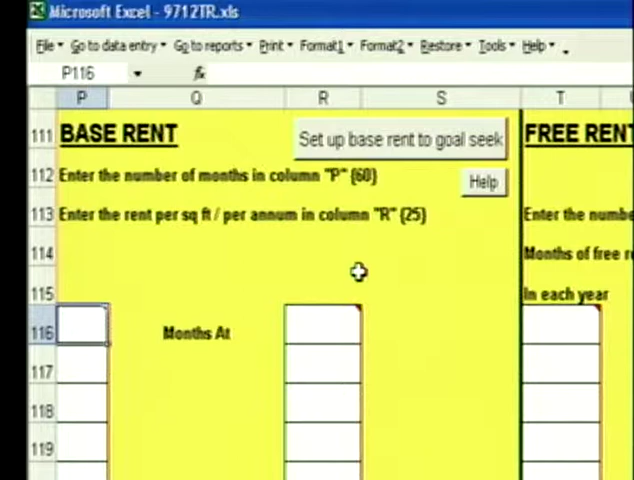 Microsoft Excel - 9712TR.xls
File Go to data entry Go to reports Print Format1 Format2 Restore Tools Help
P116 fx
P Q R S T
111 BASE RENT Set up base rent to goal seek FREE RENT
112 Enter the number of months in column "P" (60) Help
113 Enter the rent per sq ft / per annum in column "R" (25) Enter the numbe
114 Months of free r
115 In each year
116 Months At
117
118
119